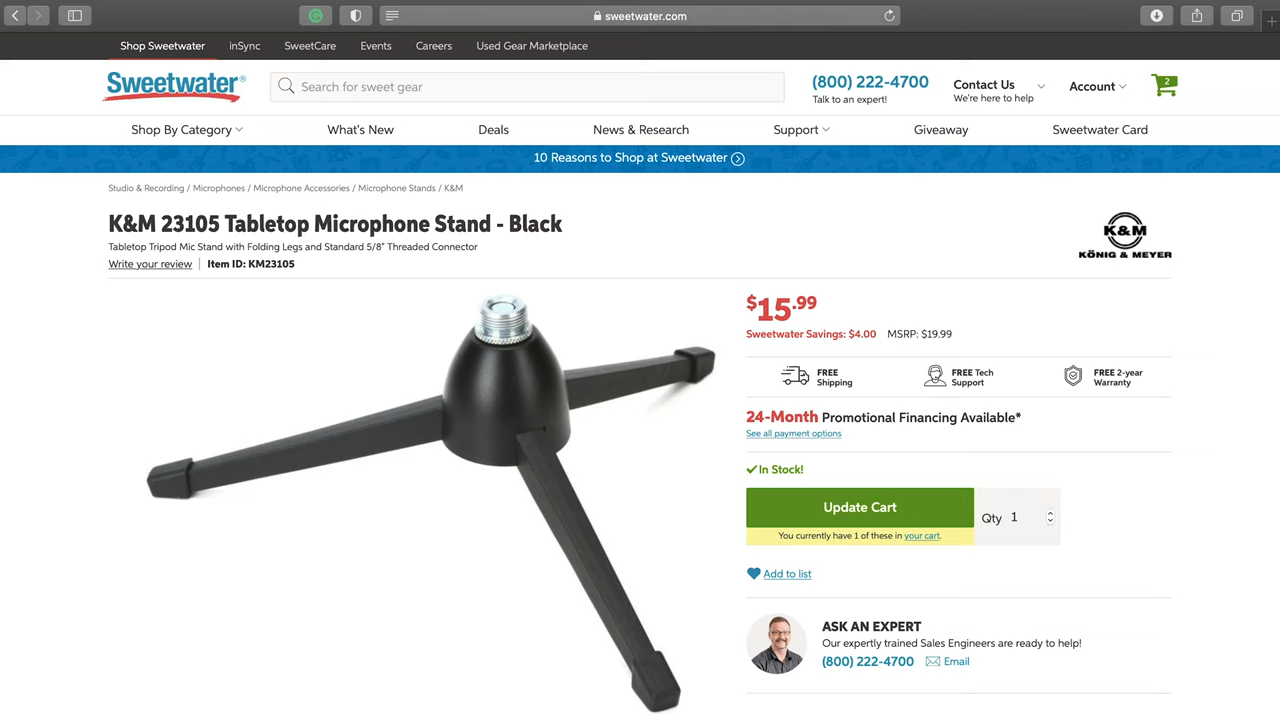 sweetwater.com
Shop Sweetwater inSync SweetCare Events Careers Used Gear Marketplace
Sweetwater®
Search for sweet gear
(800) 222-4700
Talk to an expert!
Contact Us
We're here to help
Account
2
Shop By Category What's New Deals News & Research Support Giveaway Sweetwater Card
10 Reasons to Shop at Sweetwater
Studio & Recording / Microphones / Microphone Accessories / Microphone Stands / K&M
K&M 23105 Tabletop Microphone Stand - Black
Tabletop Tripod Mic Stand with Folding Legs and Standard 5/8" Threaded Connector
Write your review Item ID: KM23105
K&M
KÖNIG & MEYER
$15.99
Sweetwater Savings: $4.00 MSRP: $19.99
FREE
Shipping
FREE Tech
Support
FREE 2-year
Warranty
24-Month Promotional Financing Available*
See all payment options
In Stock!
Update Cart
Qty 1
You currently have 1 of these in your cart.
Add to list
ASK AN EXPERT
Our expertly trained Sales Engineers are ready to help!
(800) 222-4700 Email